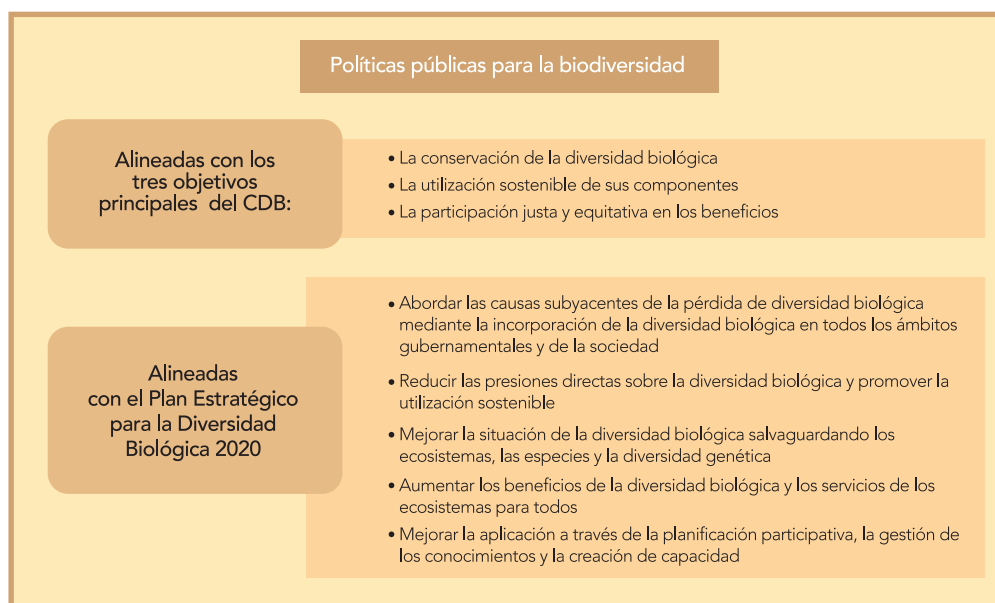 Políticas públicas para la biodiversidad
Alineadas con los
tres objetivos
principales del CDB:
• La conservación de la diversidad biológica
• La utilización sostenible de sus componentes
• La participación justa y equitativa en los beneficios
Alineadas
con el Plan Estratégico
para la Diversidad
Biológica 2020
• Abordar las causas subyacentes de la pérdida de diversidad biológica
mediante la incorporación de la diversidad biológica en todos los ámbitos
gubernamentales y de la sociedad
• Reducir las presiones directas sobre la diversidad biológica y promover la
utilización sostenible
• Mejorar la situación de la diversidad biológica salvaguardando los
ecosistemas, las especies y la diversidad genética
• Aumentar los beneficios de la diversidad biológica y los servicios de los
ecosistemas para todos
• Mejorar la aplicación a través de la planificación participativa, la gestión de
los conocimientos y la creación de capacidad